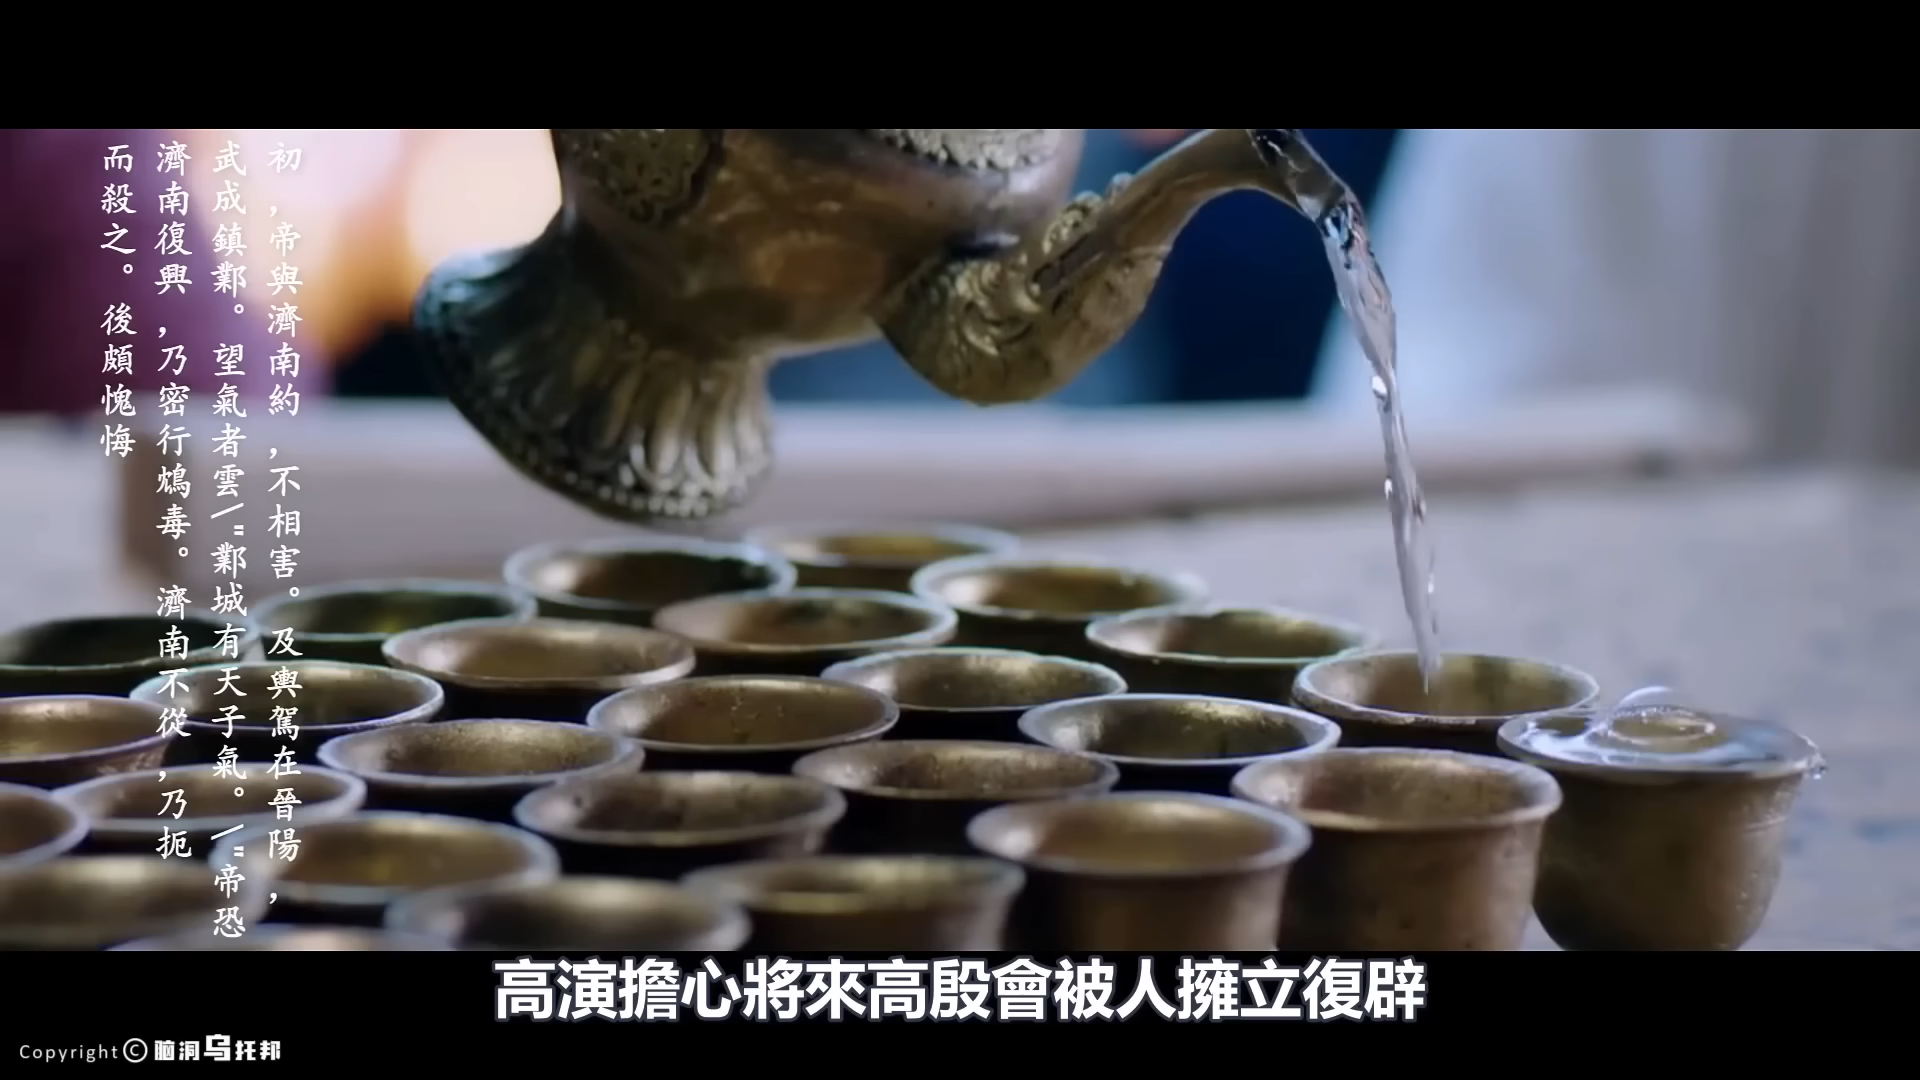 初，帝與濟南約，不相害。及輿駕在晉陽，
武成鎮鄴。望氣者雲\"鄴城有天子氣。\"帝恐
濟南復興，乃密行鴆毒。濟南不從，乃扼
而殺之。後頗愧悔
高演擔心將來高殷會被人擁立復辟
Copyright©脑洞乌托邦